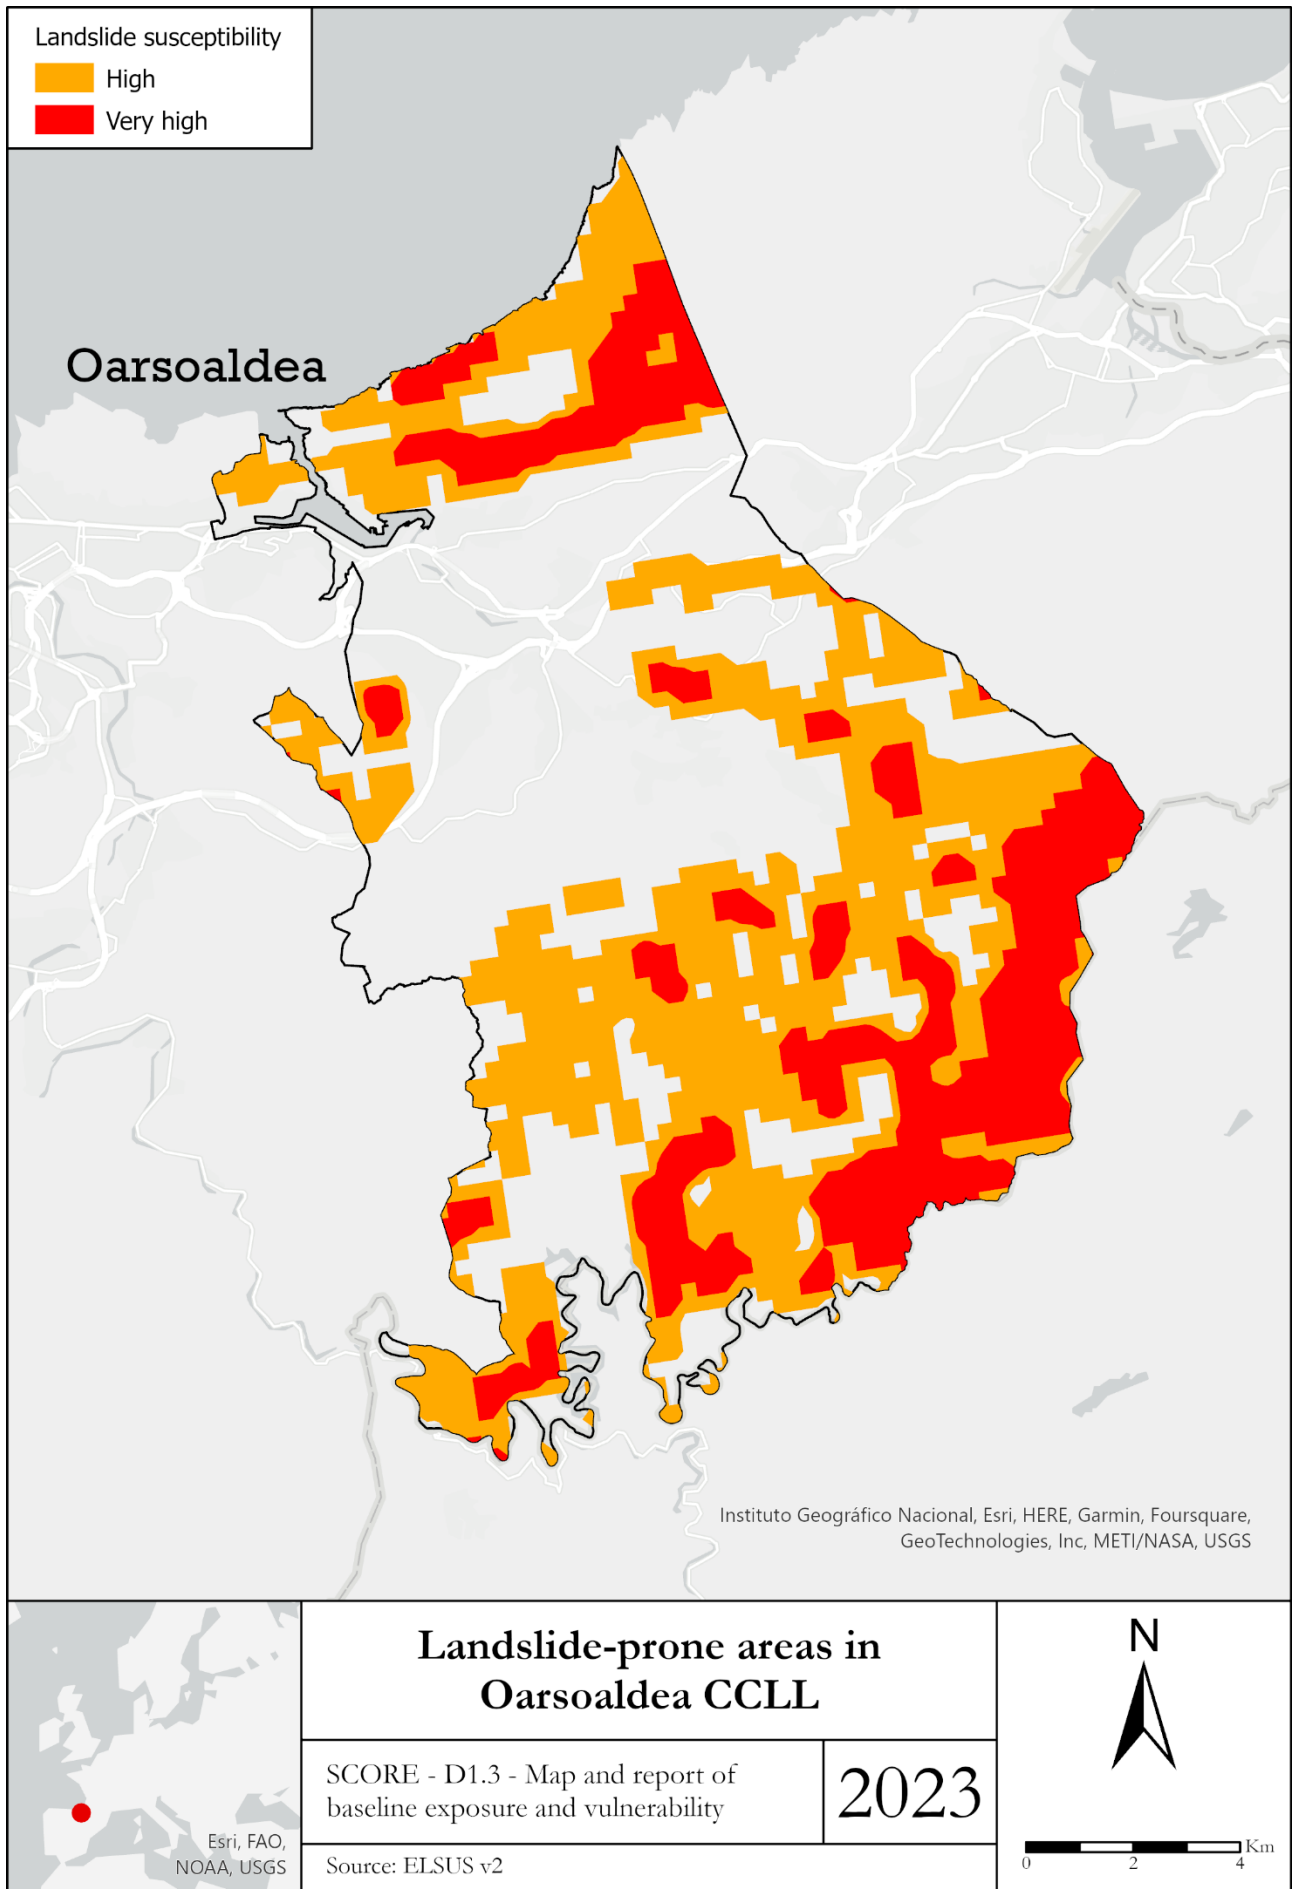 Landslide susceptibility
High
Very high
Oarsoaldea
Instituto Geográfico Nacional, Esri, HERE, Garmin, Foursquare,
GeoTechnologies, Inc, METI/NASA, USGS
Esri, FAO,
NOAA, USGS
Landslide-prone areas in
Oarsoaldea CCLL
SCORE - D1.3 - Map and report of
baseline exposure and vulnerability
2023
Source: ELSUS v2
N
Km
0 2 4